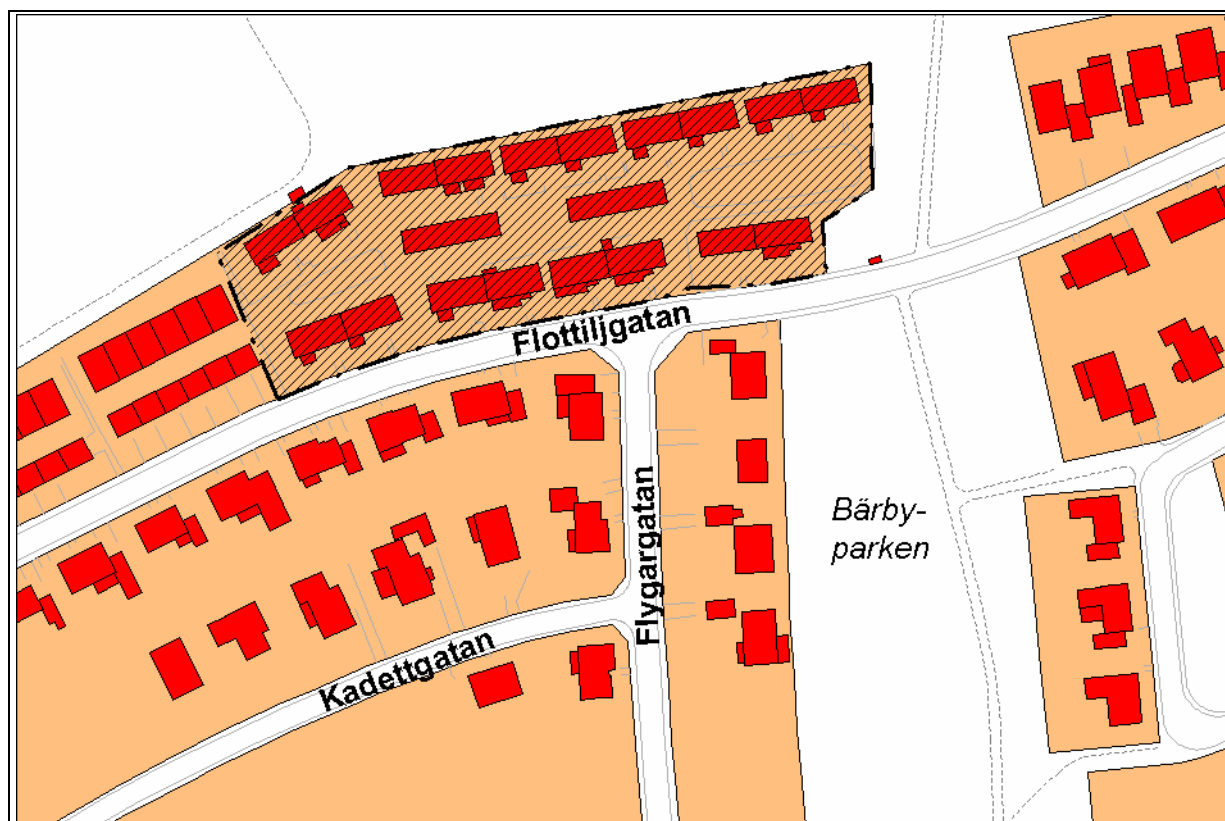 Flottiljgatan
Flygargatan
Bärby-
parken
Kadettgatan